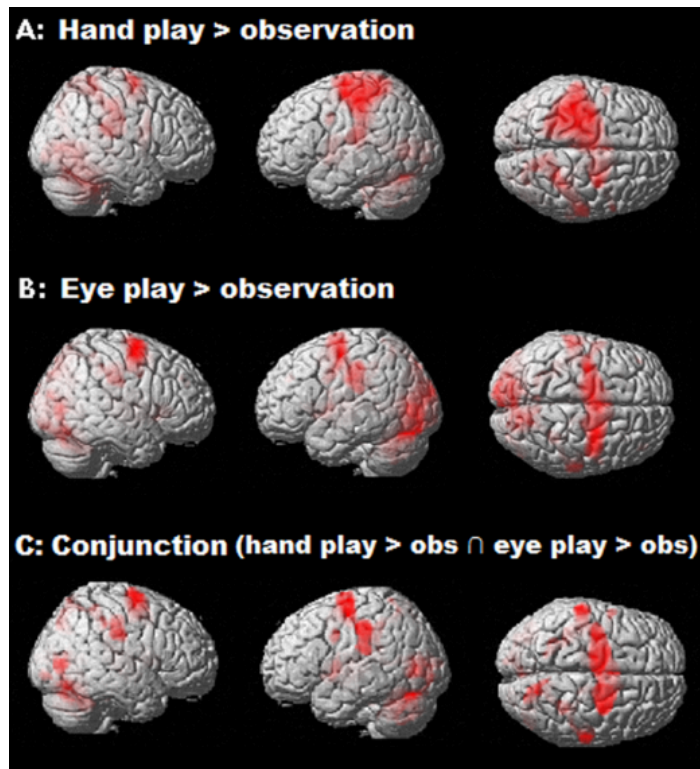 A: Hand play > observation
B: Eye play > observation
C: Conjunction (hand play > obs ∩ eye play > obs)